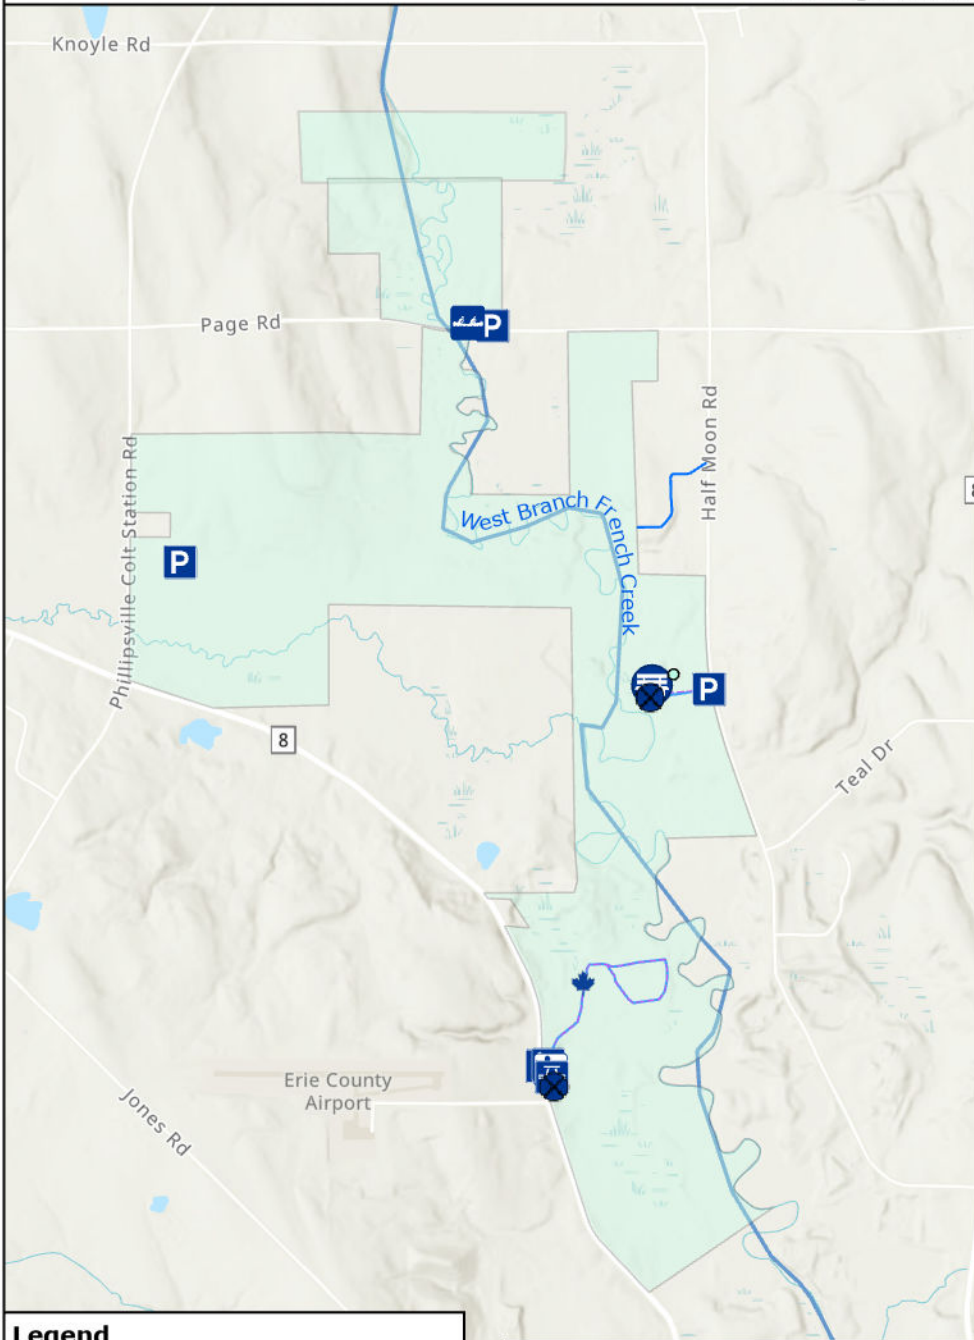 Knoyle Rd
Page Rd
P
Half Moon Rd
Phillipsville Colt Station Rd
West Branch French Creek
P
P
8
Teal Dr
Erie County
Airport
Jones Rd
Legend